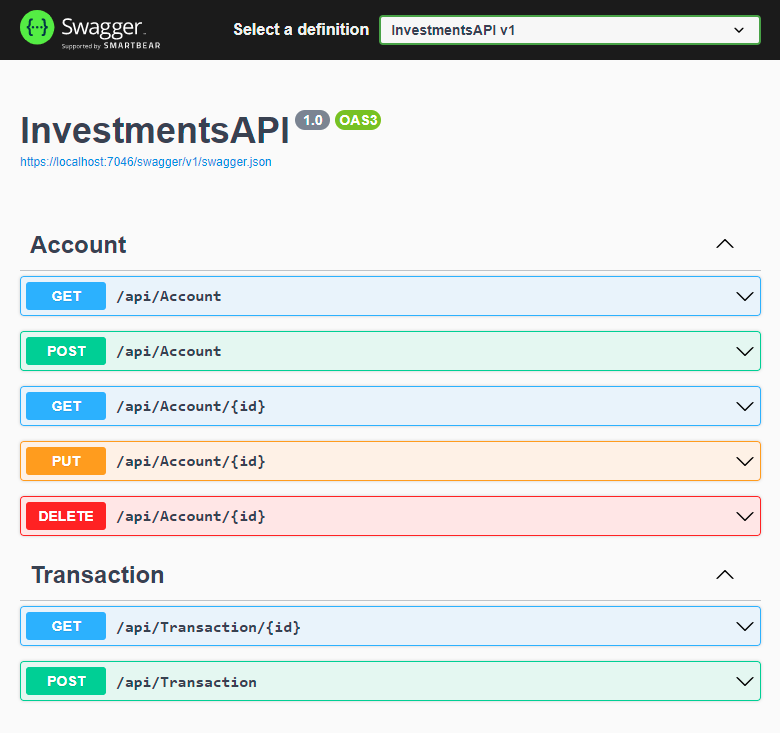 {···} Swagger
Supported by SMARTBEAR
Select a definition
InvestmentsAPI v1
InvestmentsAPI 1.0 OAS3
https://localhost:7046/swagger/v1/swagger.json
Account
GET /api/Account
POST /api/Account
GET /api/Account/{id}
PUT /api/Account/{id}
DELETE /api/Account/{id}
Transaction
GET /api/Transaction/{id}
POST /api/Transaction